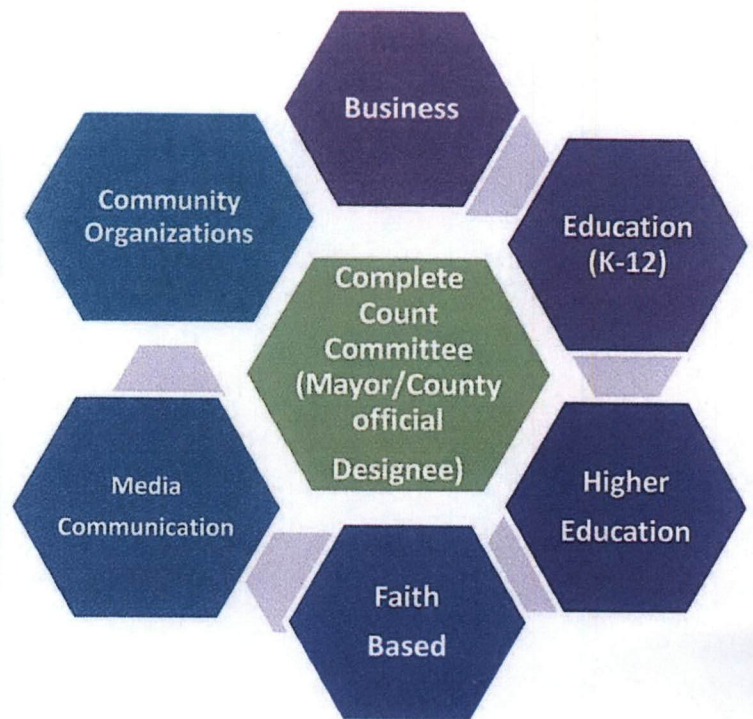 Business
Community
Organizations
Education
(K-12)
Complete
Count
Committee
(Mayor/County
official
Designee)
Media
Communication
Higher
Education
Faith
Based